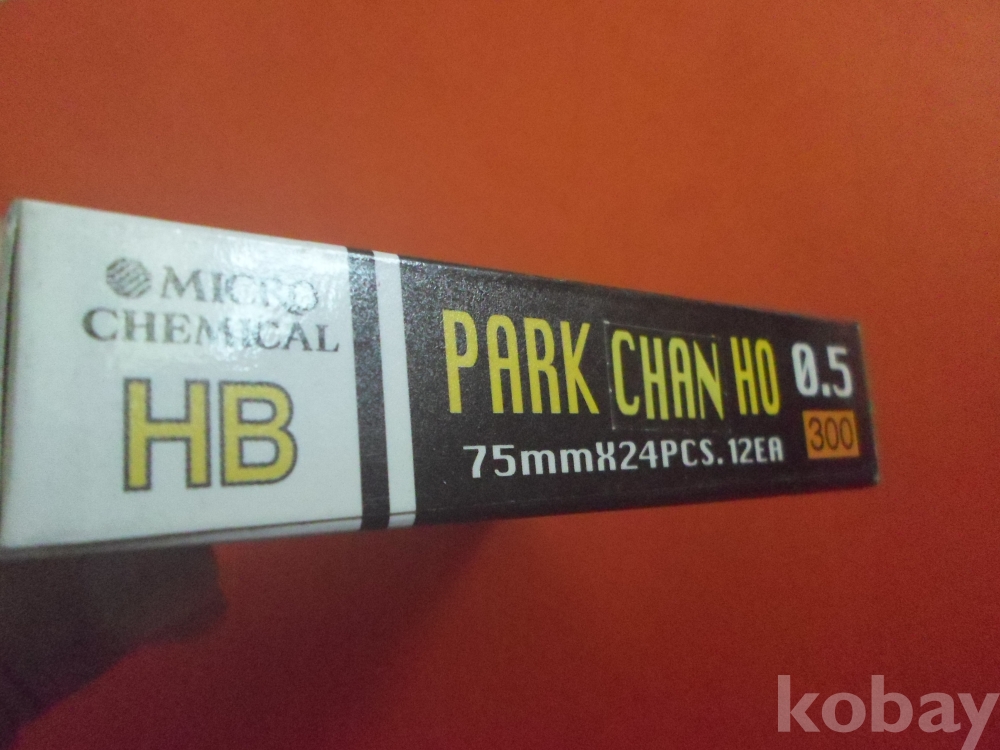 MICRO
CHEMICAL
HB
PARK CHAN HO 0.5
75mmX24PCS.12EA 300
kobay